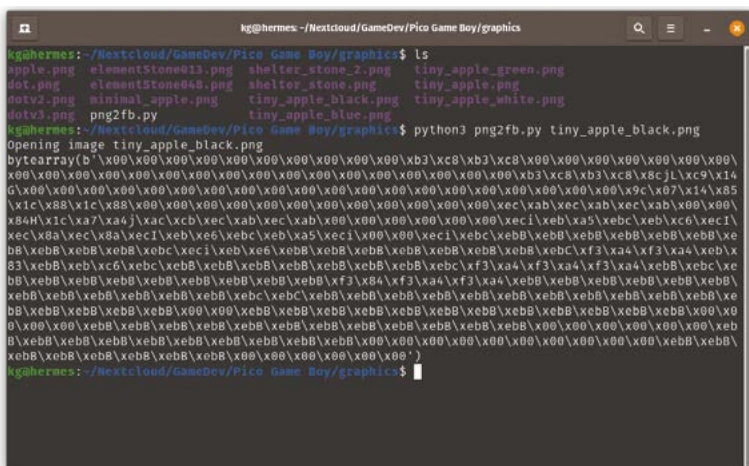 kg@hermes: ~/Nextcloud/GameDev/Pico Game Boy/graphics
kg@hermes:~/Nextcloud/GameDev/Pico Game Boy/graphics$ ls
apple.png elementStone013.png shelter_stone_2.png tiny_apple_green.png
dot.png elementStone048.png shelter_stone.png tiny_apple.png
dotv2.png minimal_apple.png tiny_apple_black.png tiny_apple_white.png
dotv3.png png2fb.py tiny_apple_blue.png
kg@hermes:~/Nextcloud/GameDev/Pico Game Boy/graphics$ python3 png2fb.py tiny_apple_black.png
Opening image tiny_apple_black.png
bytearray(b'\x00\x00\x00\x00\x00\x00\x00\x00\x00\x00\xb3\xc8\xb3\xc8\x00\x00\x00\x00\x00\x00\
x00\x00\x00\x00\x00\x00\x00\x00\x00\x00\x00\x00\x00\xb3\xc8\xb3\xc8\x8cjL\xc9\x14
G\x00\x00\x00\x00\x00\x00\x00\x00\x00\x00\x00\x00\x00\x00\x00\x00\x9c\x07\x14\x85
\x1c\x88\x1c\x88\x00\x00\x00\x00\x00\x00\x00\x00\x00\xec\xab\xec\xab\xec\xab\x00\x00\
x84H\x1c\xa7\xa4j\xac\xcb\xec\xab\xec\xab\x00\x00\x00\x00\x00\x00\xeci\xeb\xa5\xebc\xeb\xc6\xecI\
xec\x8a\xec\x8a\xecI\xeb\xe6\xebc\xeb\xa5\xeci\x00\x00\xeci\xebc\xebB\xebB\xebB\xebB\xebB\xe
bB\xebB\xebB\xebB\xebc\xeci\xeb\xe6\xebB\xebB\xebB\xebB\xebB\xebB\xebC\xf3\xa4\xf3\xa4\xeb\x
83\xebB\xeb\xc6\xebc\xebB\xebB\xebB\xebB\xebB\xebB\xebc\xf3\xa4\xf3\xa4\xf3\xa4\xebB\xebc\xe
bB\xebB\xebB\xebB\xebB\xebB\xebB\xebB\xf3\x84\xf3\xa4\xf3\xa4\xebB\xebB\xebB\xebB\xebB\xebB\
xebB\xebB\xebB\xebB\xebB\xebB\xebc\xebC\xebB\xebB\xebB\xebB\xebB\xebB\xebB\xebB\xebB\xebB\xe
bB\xebB\xebB\xebB\xebB\x00\x00\xebB\xebB\xebB\xebB\xebB\xebB\xebB\xebB\xebB\xebB\xebB\x00\x0
0\x00\x00\xebB\xebB\xebB\xebB\xebB\xebB\xebB\xebB\xebB\xebB\x00\x00\x00\x00\x00\x00\xeb
B\xebB\xebB\xebB\xebB\xebB\xebB\xebB\x00\x00\x00\x00\x00\x00\x00\x00\x00\x00\xebB\xebB\
xebB\xebB\xebB\xebB\xebB\x00\x00\x00\x00\x00\x00')
kg@hermes:~/Nextcloud/GameDev/Pico Game Boy/graphics$